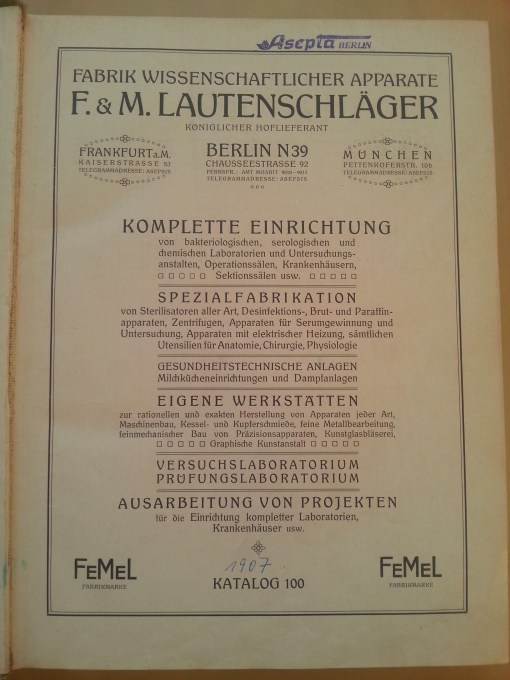 Asepta BERLIN
FABRIK WISSENSCHAFTLICHER APPARATE
F. & M. LAUTENSCHLÄGER
KÖNIGLICHER HOFLIEFERANT
FRANKFURT a. M.
KAISERSTRASSE
TELEGRAMMADRESSE: ASEPSIS
BERLIN N39
CHAUSSEESTRASSE 92
FERNSPR.: AMT MOABIT
TELEGRAMMADRESSE: ASEPSIS
MÜNCHEN
PETTENKOFERSTR.
TELEGRAMMADRESSE: ASEPSIS
KOMPLETTE EINRICHTUNG
von bakteriologischen, serologischen und
chemischen Laboratorien und Untersuchungs-
anstalten, Operationssälen, Krankenhäusern,
Sektionssälen usw.
SPEZIALFABRIKATION
von Sterilisatoren aller Art, Desinfektions-, Brut- und Paraffin-
apparaten, Zentrifugen, Apparaten für Serumgewinnung und
Untersuchung, Apparaten mit elektrischer Heizung, sämtlichen
Utensilien für Anatomie, Chirurgie, Physiologie
GESUNDHEITSTECHNISCHE ANLAGEN
Milchkücheneinrichtungen und Dampfanlagen
EIGENE WERKSTÄTTEN
zur rationellen und exakten Herstellung von Apparaten jeder Art,
Maschinenbau, Kessel- und Kupferschmiede, feine Metallbearbeitung,
feinmechanischer Bau von Präzisionsapparaten, Kunstglasbläserei,
Graphische Kunstanstalt
VERSUCHSLABORATORIUM
PRÜFUNGSLABORATORIUM
AUSARBEITUNG VON PROJEKTEN
für die Einrichtung kompletter Laboratorien,
Krankenhäuser usw.
FEMEL
FABRIKMARKE
1907
KATALOG 100
FEMEL
FABRIKMARKE